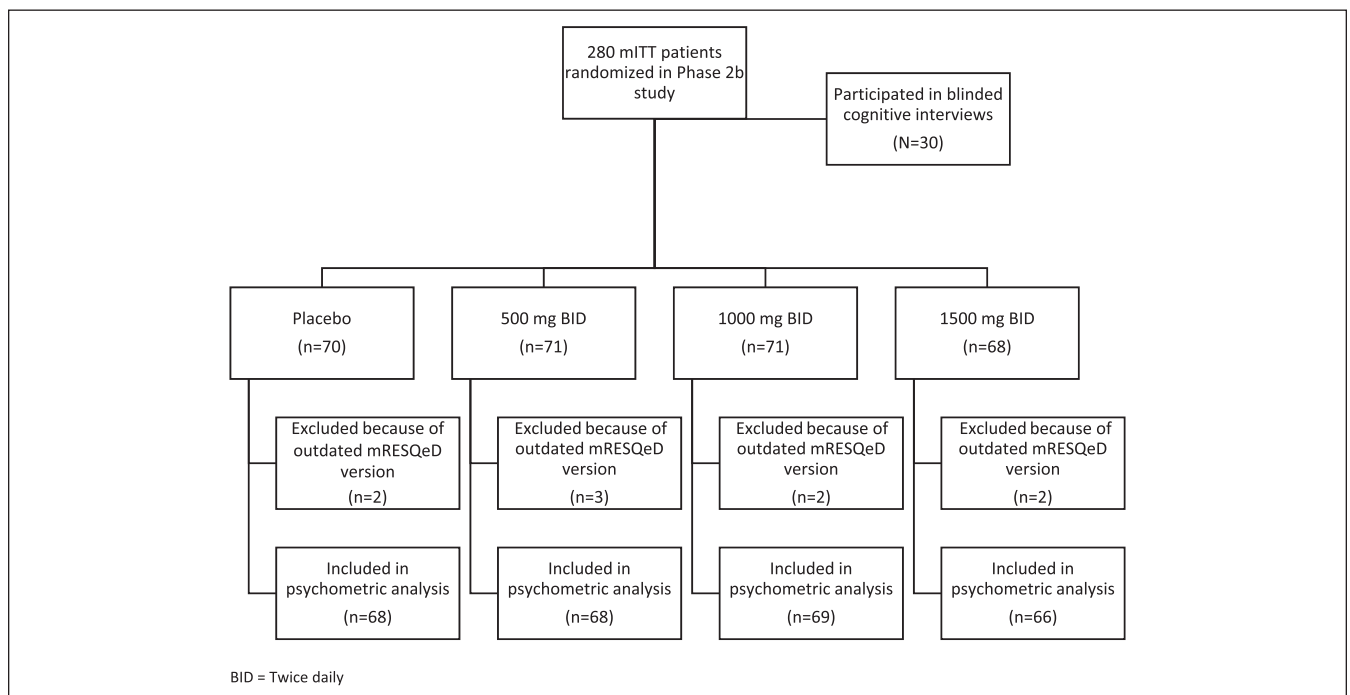 280 mITT patients
randomized in Phase 2b
study
Participated in blinded
cognitive interviews
(N=30)
Placebo
(n=70)
500 mg BID
(n=71)
1000 mg BID
(n=71)
1500 mg BID
(n=68)
Excluded because of
outdated mRESQeD
version
(n=2)
Excluded because of
outdated mRESQeD
version
(n=3)
Excluded because of
outdated mRESQeD
version
(n=2)
Excluded because of
outdated mRESQeD
version
(n=2)
Included in
psychometric analysis
(n=68)
Included in
psychometric analysis
(n=68)
Included in
psychometric analysis
(n=69)
Included in
psychometric analysis
(n=66)
BID = Twice daily